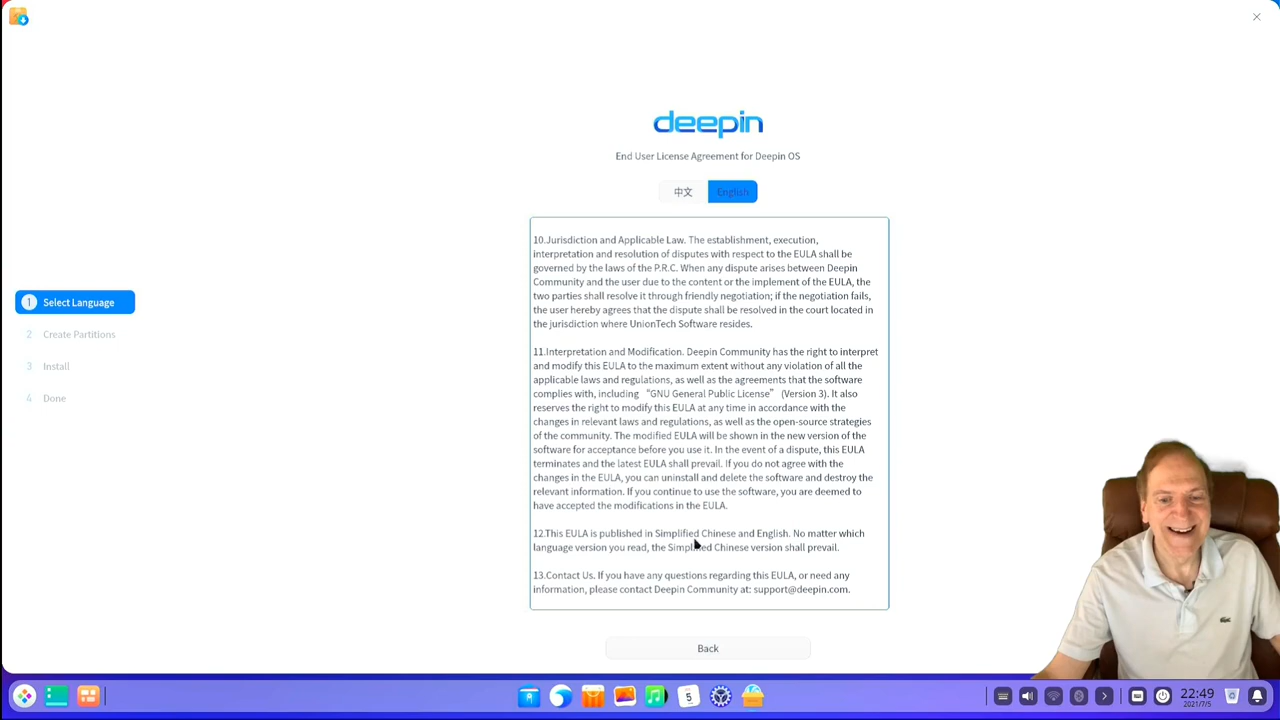 deepin
End User License Agreement for Deepin OS
中文 English
10.Jurisdiction and Applicable Law. The establishment, execution,
interpretation and resolution of disputes with respect to the EULA shall be
governed by the laws of the P.R.C. When any dispute arises between Deepin
Community and the user due to the content or the implement of the EULA, the
two parties shall resolve it through friendly negotiation; if the negotiation fails,
the user hereby agrees that the dispute shall be resolved in the court located in
the jurisdiction where UnionTech Software resides.
11.Interpretation and Modification. Deepin Community has the right to interpret
and modify this EULA to the maximum extent without any violation of all the
applicable laws and regulations, as well as the agreements that the software
complies with, including “GNU General Public License” (Version 3). It also
reserves the right to modify this EULA at any time in accordance with the
changes in relevant laws and regulations, as well as the open-source strategies
of the community. The modified EULA will be shown in the new version of the
software for acceptance before you use it. In the event of a dispute, this EULA
terminates and the latest EULA shall prevail. If you do not agree with the
changes in the EULA, you can uninstall and delete the software and destroy the
relevant information. If you continue to use the software, you are deemed to
have accepted the modifications in the EULA.
12.This EULA is published in Simplified Chinese and English. No matter which
language version you read, the Simplified Chinese version shall prevail.
13.Contact Us. If you have any questions regarding this EULA, or need any
information, please contact Deepin Community at: support@deepin.com.
Back
1 Select Language
2 Create Partitions
3 Install
4 Done
5
22:49
2021/7/5